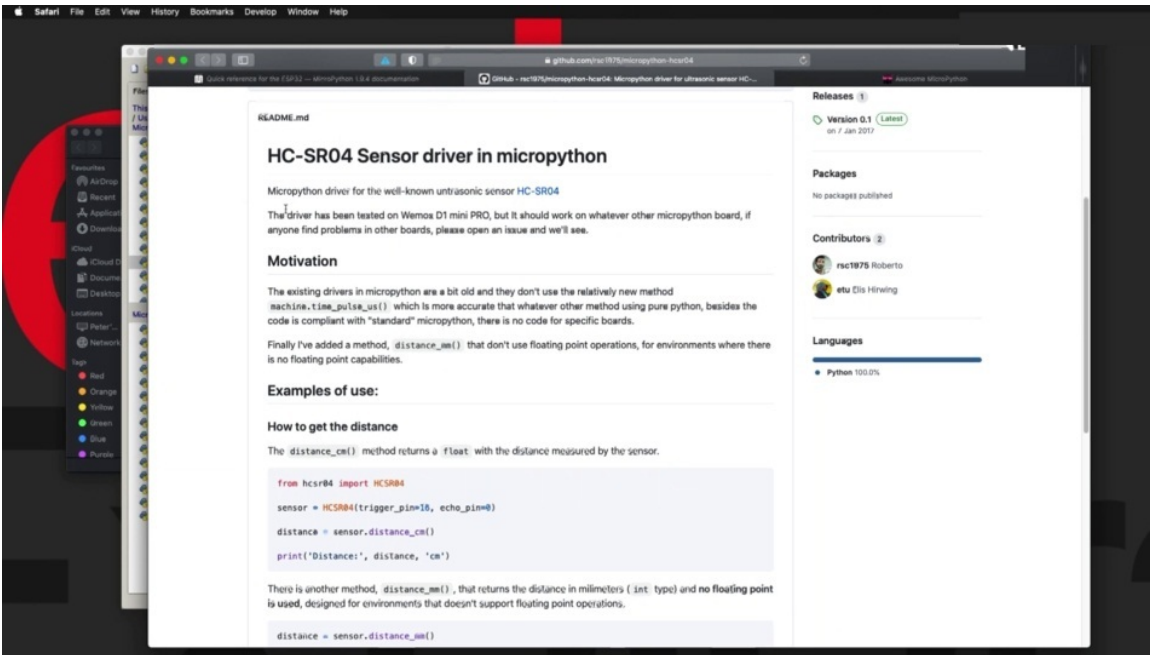 Safari File Edit View History Bookmarks Develop Window Help
github.com/rsc1975/micropython-hcsr04
Quick reference for the ESP32 — MicroPython 1.9.4 documentation
GitHub - rsc1975/micropython-hcsr04: Micropython driver for ultrasonic sensor HC-...
Awesome MicroPython
Files
This
/ Us
Micr
Favourites
AirDrop
Recent
Applicat
Downloa
iCloud
iCloud D
Docume
Desktop
Locations
Peter'...
Network
Tags
Red
Orange
Yellow
Green
Blue
Purple
README.md
HC-SR04 Sensor driver in micropython
Micropython driver for the well-known untrasonic sensor HC-SR04
The driver has been tested on Wemos D1 mini PRO, but It should work on whatever other micropython board, if
anyone find problems in other boards, please open an issue and we'll see.
Motivation
The existing drivers in micropython are a bit old and they don't use the relatively new method
machine.time_pulse_us() which Is more accurate that whatever other method using pure python, besides the
code is compliant with "standard" micropython, there is no code for specific boards.
Finally I've added a method, distance_mm() that don't use floating point operations, for environments where there
is no floating point capabilities.
Examples of use:
How to get the distance
The distance_cm() method returns a float with the distance measured by the sensor.
from hcsr04 import HCSR04
sensor = HCSR04(trigger_pin=16, echo_pin=0)
distance = sensor.distance_cm()
print('Distance:', distance, 'cm')
There is another method, distance_mm() , that returns the distance in milimeters ( int type) and no floating point
is used, designed for environments that doesn't support floating point operations.
distance = sensor.distance_mm()
Releases 1
Version 0.1 Latest
on 7 Jan 2017
Packages
No packages published
Contributors 2
rsc1975 Roberto
etu Elis Hirwing
Languages
Python 100.0%